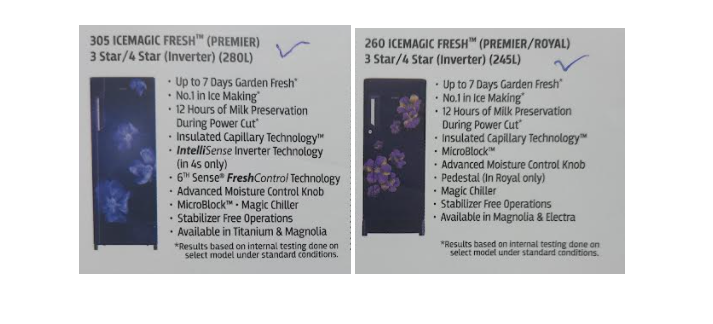 305 ICEMAGIC FRESH™ (PREMIER)
3 Star/4 Star (Inverter) (280L)
• Up to 7 Days Garden Fresh*
• No.1 in Ice Making*
• 12 Hours of Milk Preservation
During Power Cut*
• Insulated Capillary Technology™
• IntelliSense Inverter Technology
(in 4s only)
• 6TH Sense® FreshControl Technology
• Advanced Moisture Control Knob
• MicroBlock™ • Magic Chiller
• Stabilizer Free Operations
• Available in Titanium & Magnolia
*Results based on internal testing done on
select model under standard conditions.
260 ICEMAGIC FRESH™ (PREMIER/ROYAL)
3 Star/4 Star (Inverter) (245L)
• Up to 7 Days Garden Fresh*
• No.1 in Ice Making*
• 12 Hours of Milk Preservation
During Power Cut*
• Insulated Capillary Technology™
• MicroBlock™
• Advanced Moisture Control Knob
• Pedestal (In Royal only)
• Magic Chiller
• Stabilizer Free Operations
• Available in Magnolia & Electra
*Results based on internal testing done on
select model under standard conditions.